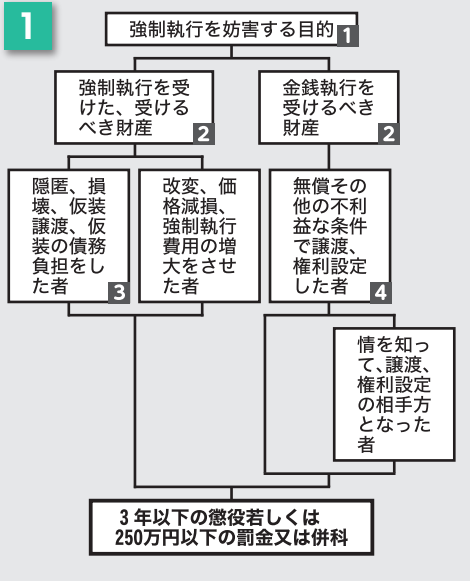 1
強制執行を妨害する目的 1
強制執行を受
けた、受ける
べき財産 2
金銭執行を
受けるべき
財産 2
隠匿、損
壊、仮装
譲渡、仮
装の債務
負担をし
た者 3
改変、価
格減損、
強制執行
費用の増
大をさせ
た者
無償その
他の不利
益な条件
で譲渡、
権利設定
した者 4
情を知っ
て、譲渡、
権利設定
の相手方
となった
者
3年以下の懲役若しくは
250万円以下の罰金又は併科